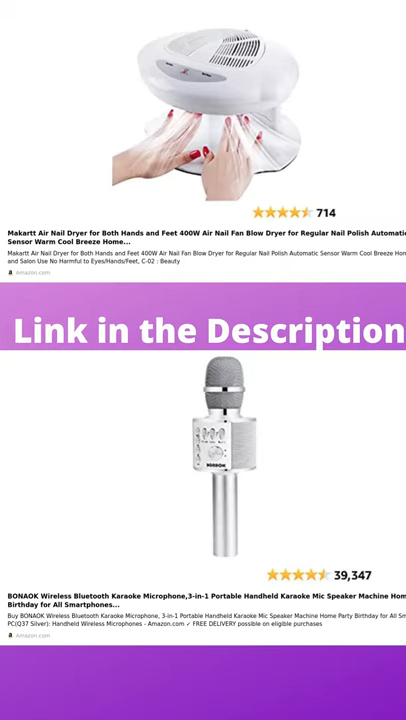 714
Makartt Air Nail Dryer for Both Hands and Feet 400W Air Nail Fan Blow Dryer for Regular Nail Polish Automatic
Sensor Warm Cool Breeze Home...
Makartt Air Nail Dryer for Both Hands and Feet 400W Air Nail Fan Blow Dryer for Regular Nail Polish Automatic Sensor Warm Cool Breeze Hom
and Salon Use No Harmful to Eyes/Hands/Feet, C-02 : Beauty
Amazon.com
Link in the Description
BONAOK
39,347
BONAOK Wireless Bluetooth Karaoke Microphone,3-in-1 Portable Handheld Karaoke Mic Speaker Machine Hom
Birthday for All Smartphones...
Buy BONAOK Wireless Bluetooth Karaoke Microphone, 3-in-1 Portable Handheld Karaoke Mic Speaker Machine Home Party Birthday for All Sm
PC(Q37 Silver): Handheld Wireless Microphones - Amazon.com ✓ FREE DELIVERY possible on eligible purchases
Amazon.com